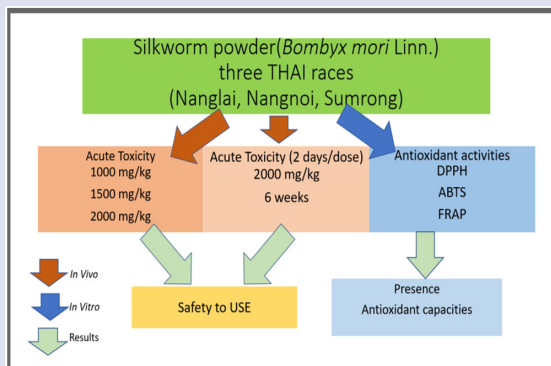 Silkworm powder(Bombyx mori Linn.)
three THAI races
(Nanglai, Nangnoi, Sumrong)
Acute Toxicity
1000 mg/kg
1500 mg/kg
2000 mg/kg
Acute Toxicity (2 days/dose)
2000 mg/kg
6 weeks
Antioxidant activities
DPPH
ABTS
FRAP
Safety to USE
Presence
Antioxidant capacities
In Vivo
In Vitro
Results